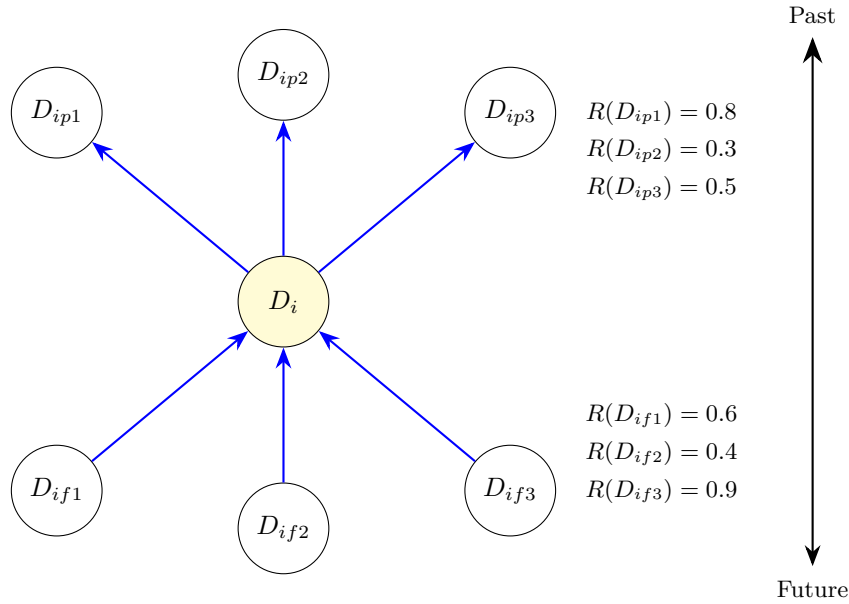 Past
D_{ip2}
D_{ip1}
D_{ip3}
R(D_{ip1}) = 0.8
R(D_{ip2}) = 0.3
R(D_{ip3}) = 0.5
D_i
R(D_{if1}) = 0.6
R(D_{if2}) = 0.4
R(D_{if3}) = 0.9
D_{if1}
D_{if2}
D_{if3}
Future